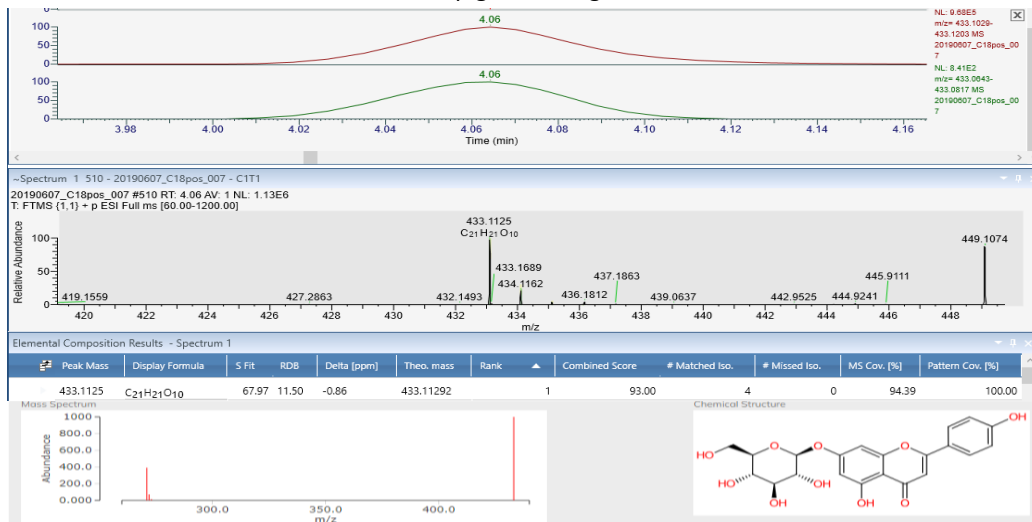 100
50
0
4.06
NL: 9.68E5
m/z= 433.1029-
433.1203 MS
20190607_C18pos_00
7
100
50
0
4.06
NL: 8.41E2
m/z= 433.0643-
433.0817 MS
20190607_C18pos_00
7
3.98 4.00 4.02 4.04 4.06 4.08 4.10 4.12 4.14 4.16
Time (min)
~Spectrum 1 510 - 20190607_C18pos_007 - C1T1
20190607_C18pos_007 #510 RT: 4.06 AV: 1 NL: 1.13E6
T: FTMS {1,1} + p ESI Full ms [60.00-1200.00]
Relative Abundance
100
50
0
433.1125
C21H21O10
449.1074
433.1689
434.1162
437.1863
445.9111
419.1559 427.2863 432.1493 436.1812 439.0637 442.9525 444.9241
420 422 424 426 428 430 432 434 436 438 440 442 444 446 448
m/z
Elemental Composition Results - Spectrum 1
Peak Mass Display Formula S Fit RDB Delta [ppm] Theo. mass Rank Combined Score # Matched Iso. # Missed Iso. MS Cov. [%] Pattern Cov. [%]
433.1125 C21H21O10 67.97 11.50 -0.86 433.11292 1 93.00 4 0 94.39 100.00
Mass Spectrum
Chemical Structure
Abundance
1000
800.0
600.0
400.0
200.0
0.000
300.0 350.0 400.0
m/z
OH
HO
O
O
O
HO
OH
OH
OH
O